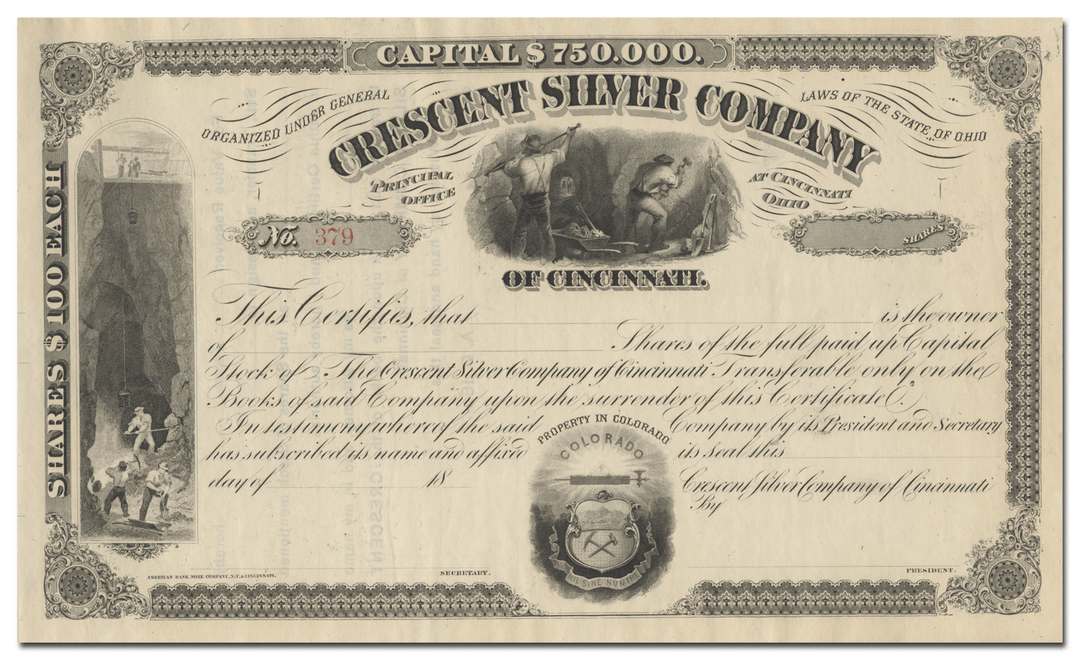 CAPITAL $750.000.
ORGANIZED UNDER GENERAL LAWS OF THE STATE, OF OHIO
CRESCENT SILVER COMPANY
PRINCIPAL OFFICE AT CINCINNATI OHIO
No. 379
SHARES
OF CINCINNATI.
SHARES $100 EACH
This Certifies, that is the owner
of Shares of the full paid up Capital
Stock of The Crescent Silver Company of Cincinnati Transferable only on the
Books of said Company upon the surrender of this Certificate.
In testimony whereof the said Company by its President and Secretary
has subscribed its name and affixed its seal this
day of 18 Crescent Silver Company of Cincinnati
By
PROPERTY IN COLORADO
COLORADO
NIL SINE NUMINE
AMERICAN BANK NOTE COMPANY, N.Y. & CINCINNATI.
SECRETARY.
PRESIDENT.